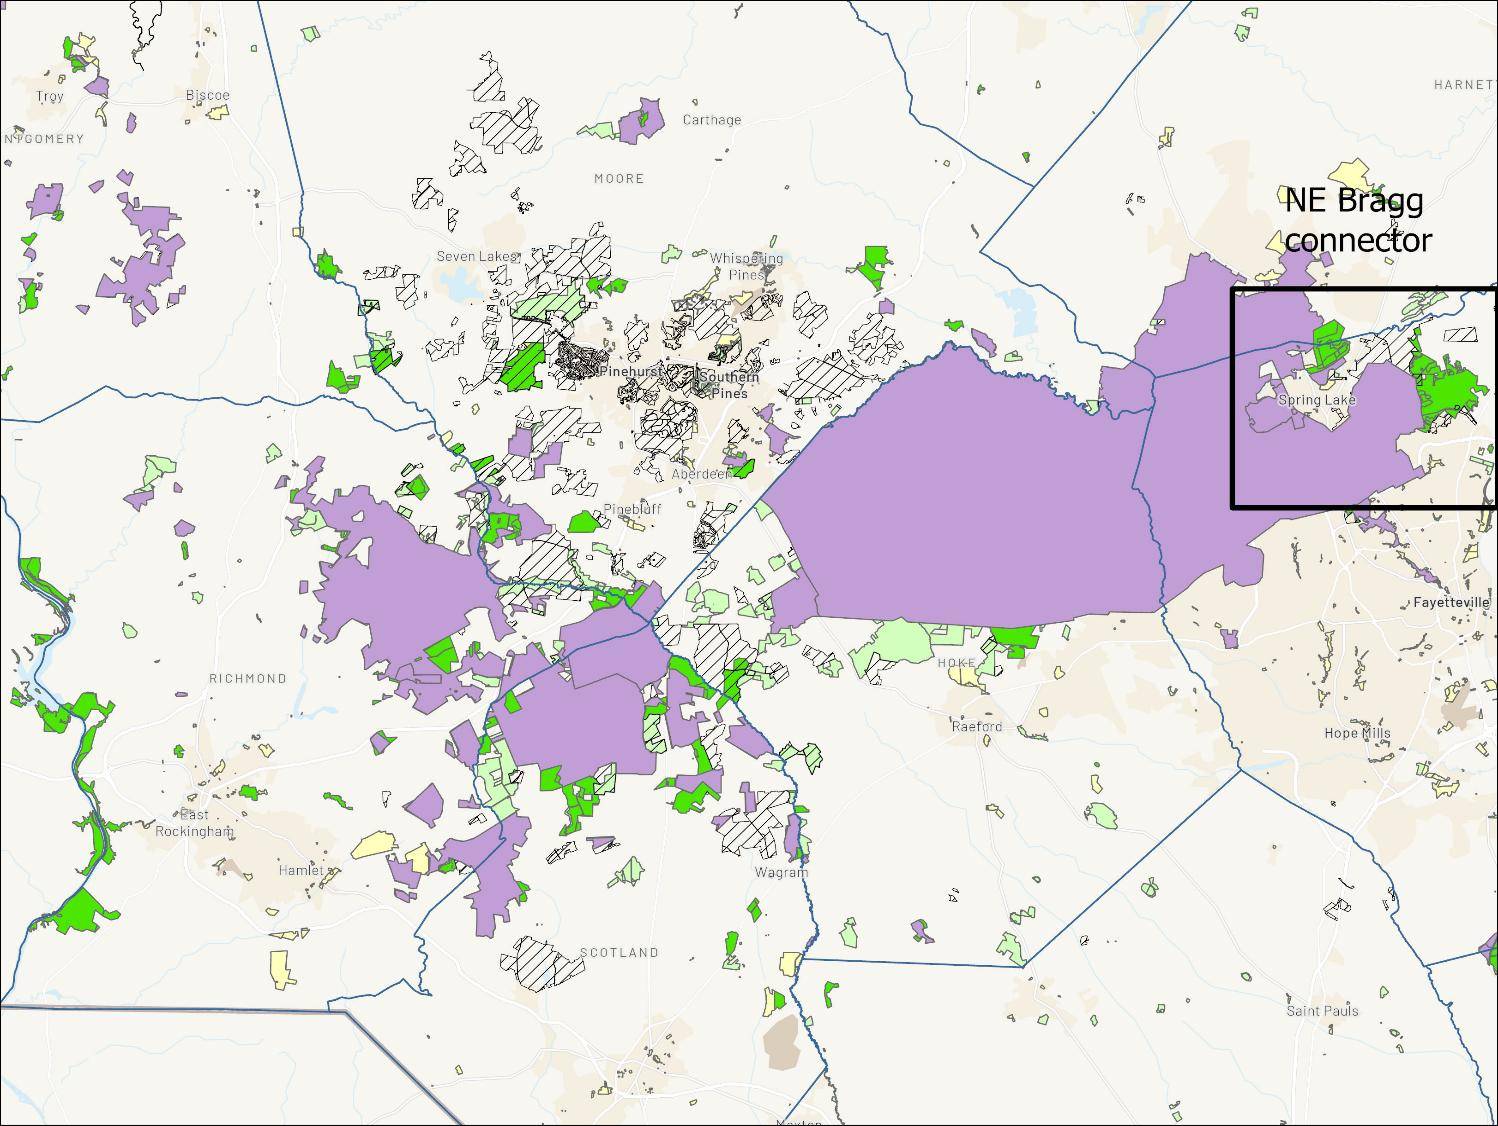 Troy
Biscoe
HARNETT
NTGOMERY
Carthage
MOORE
NE Bragg
connector
Seven Lakes
Whispering
Pines
Pinehurst
Southern
Pines
Spring Lake
Aberdeen
Pinebluff
Fayetteville
HOKE
RICHMOND
Raeford
Hope Mills
East
Rockingham
Hamlet
Wagram
SCOTLAND
Saint Pauls
Maxton